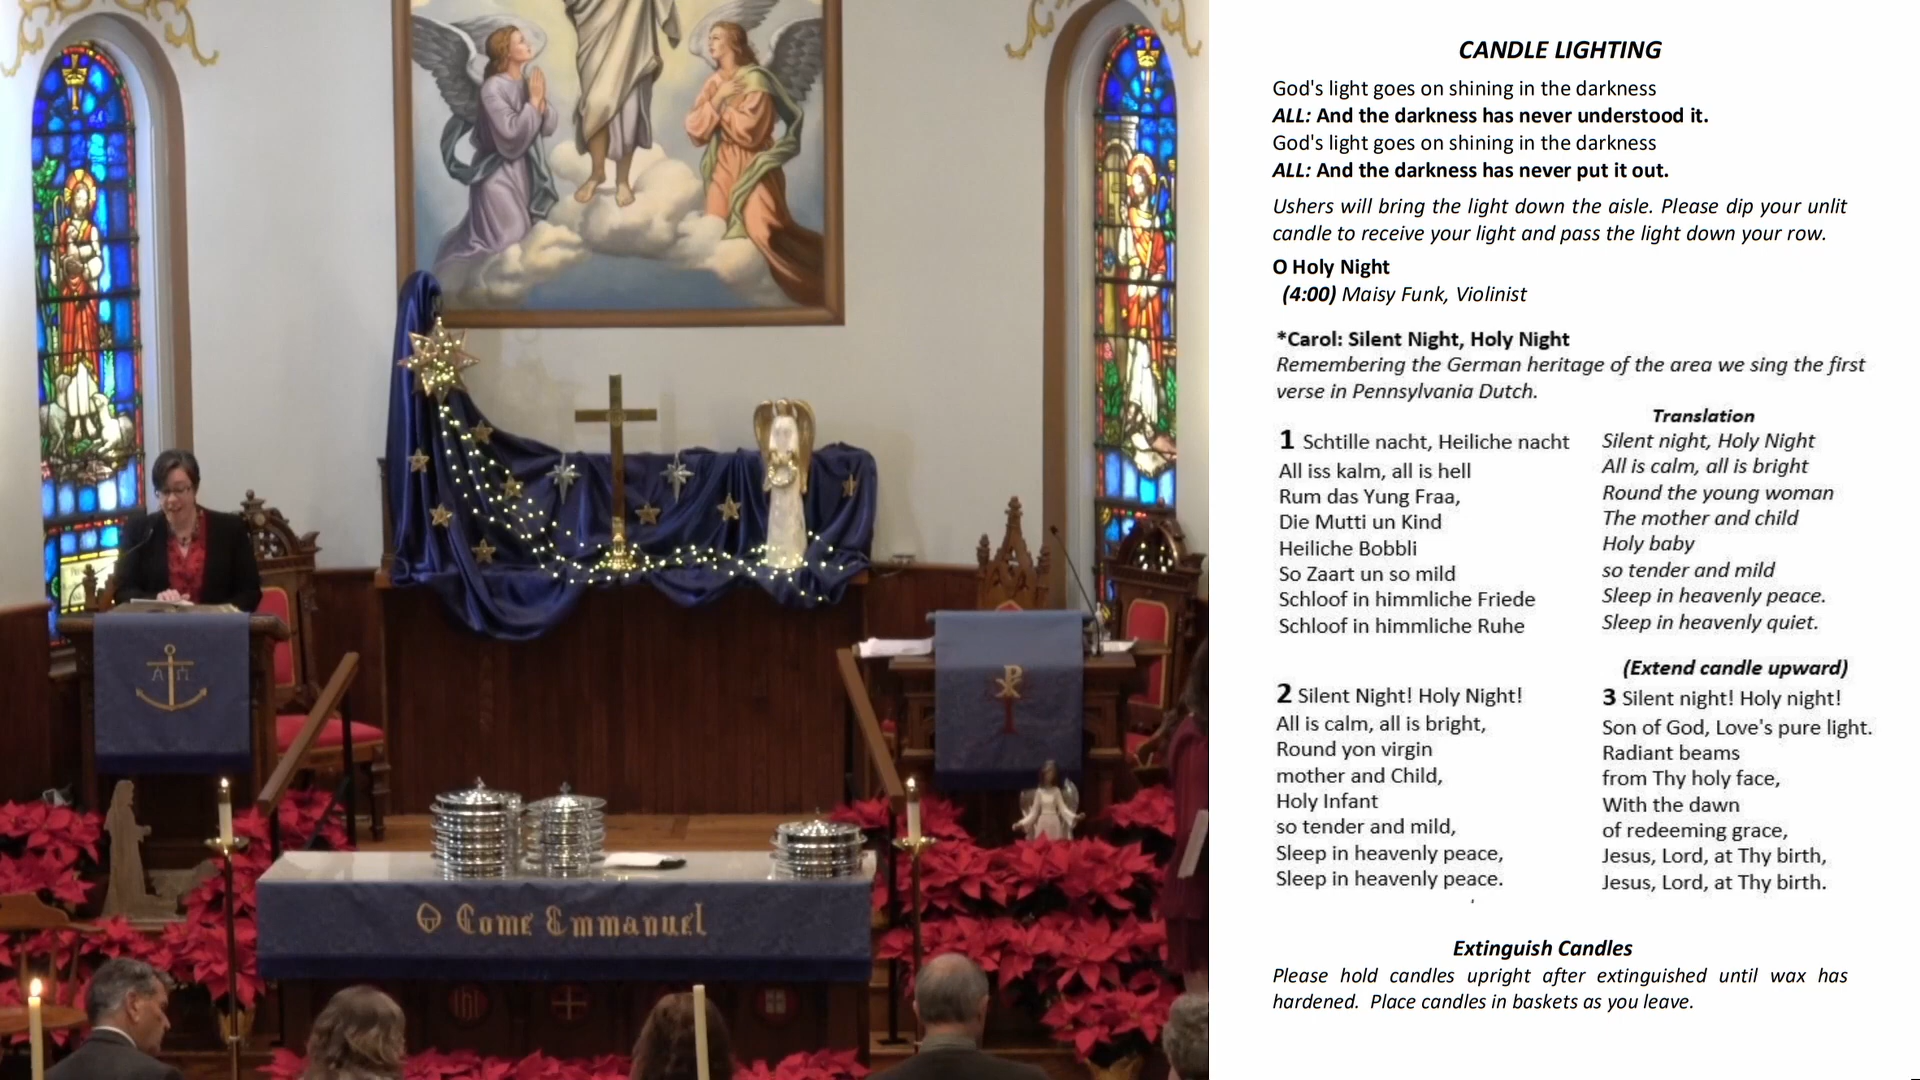 O Come Emmanuel
CANDLE LIGHTING
God's light goes on shining in the darkness
ALL: And the darkness has never understood it.
God's light goes on shining in the darkness
ALL: And the darkness has never put it out.
Ushers will bring the light down the aisle. Please dip your unlit
candle to receive your light and pass the light down your row.
O Holy Night
(4:00) Maisy Funk, Violinist
*Carol: Silent Night, Holy Night
Remembering the German heritage of the area we sing the first
verse in Pennsylvania Dutch.
1 Schtille nacht, Heiliche nacht
All iss kalm, all is hell
Rum das Yung Fraa,
Die Mutti un Kind
Heiliche Bobbli
So Zaart un so mild
Schloof in himmliche Friede
Schloof in himmliche Ruhe
Translation
Silent night, Holy Night
All is calm, all is bright
Round the young woman
The mother and child
Holy baby
so tender and mild
Sleep in heavenly peace.
Sleep in heavenly quiet.
2 Silent Night! Holy Night!
All is calm, all is bright,
Round yon virgin
mother and Child,
Holy Infant
so tender and mild,
Sleep in heavenly peace,
Sleep in heavenly peace.
(Extend candle upward)
3 Silent night! Holy night!
Son of God, Love's pure light.
Radiant beams
from Thy holy face,
With the dawn
of redeeming grace,
Jesus, Lord, at Thy birth,
Jesus, Lord, at Thy birth.
Extinguish Candles
Please hold candles upright after extinguished until wax has
hardened. Place candles in baskets as you leave.